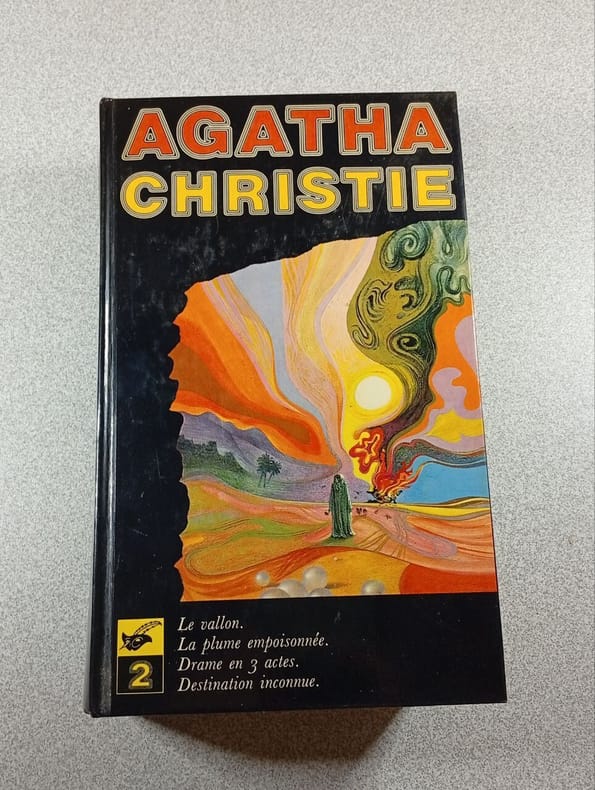 AGATHA
CHRISTIE
Le vallon.
La plume empoisonnée.
Drame en 3 actes.
Destination inconnue.
2